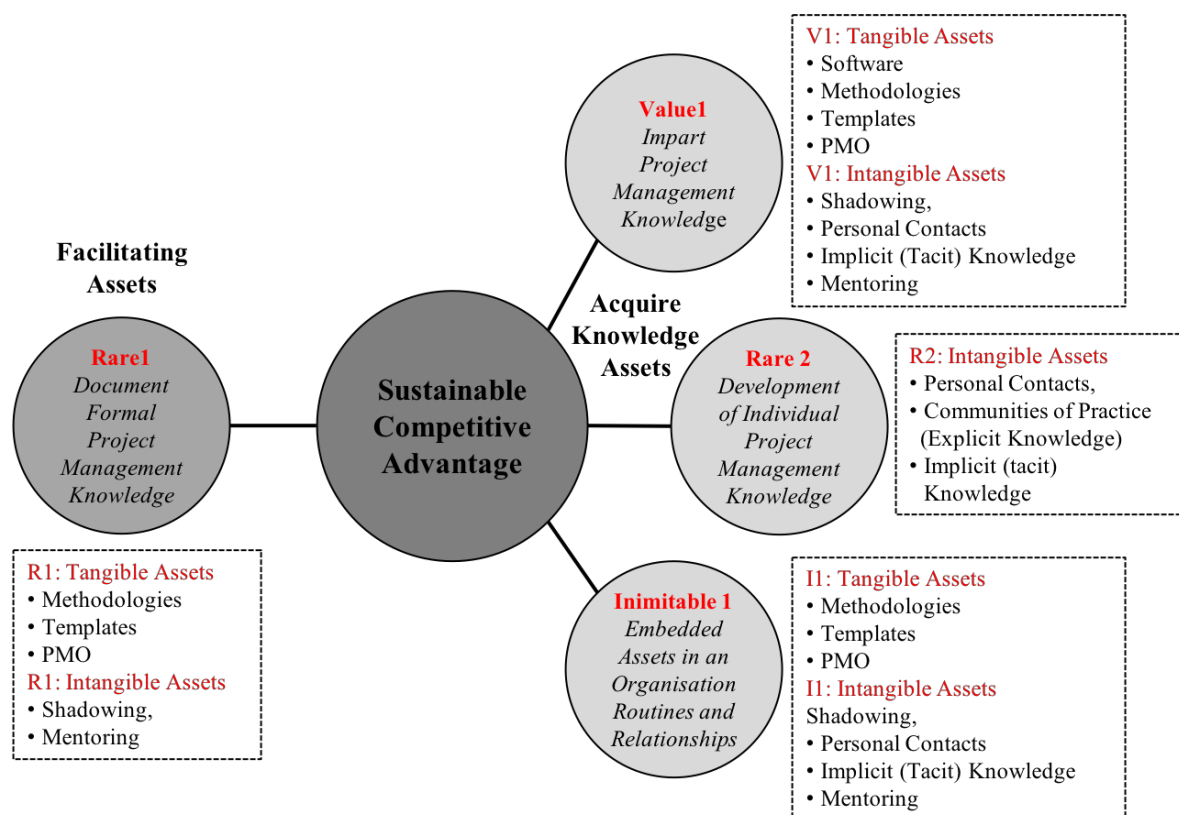 Facilitating
Assets
Rare1
Document
Formal
Project
Management
Knowledge
R1: Tangible Assets
• Methodologies
• Templates
• PMO
R1: Intangible Assets
• Shadowing,
• Mentoring
Sustainable
Competitive
Advantage
Acquire
Knowledge
Assets
Value1
Impart
Project
Management
Knowledge
V1: Tangible Assets
• Software
• Methodologies
• Templates
• PMO
V1: Intangible Assets
• Shadowing,
• Personal Contacts
• Implicit (Tacit) Knowledge
• Mentoring
Rare 2
Development
of Individual
Project
Management
Knowledge
R2: Intangible Assets
• Personal Contacts,
• Communities of Practice
(Explicit Knowledge)
• Implicit (tacit)
Knowledge
Inimitable 1
Embedded
Assets in an
Organisation
Routines and
Relationships
I1: Tangible Assets
• Methodologies
• Templates
• PMO
I1: Intangible Assets
Shadowing,
• Personal Contacts
• Implicit (Tacit) Knowledge
• Mentoring